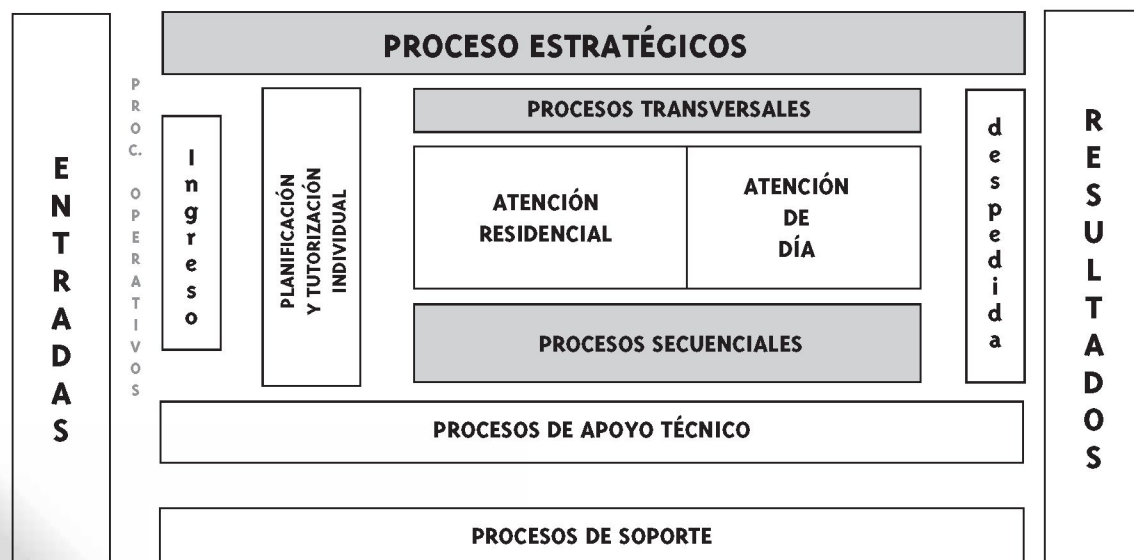 PROCESO ESTRATÉGICOS
ENTRADAS
PROC. OPERATIVOS
Ingreso
PLANIFICACIÓN
Y TUTORIZACIÓN
INDIVIDUAL
PROCESOS TRANSVERSALES
ATENCIÓN
RESIDENCIAL
ATENCIÓN
DE
DÍA
PROCESOS SECUENCIALES
despedida
RESULTADOS
PROCESOS DE APOYO TÉCNICO
PROCESOS DE SOPORTE